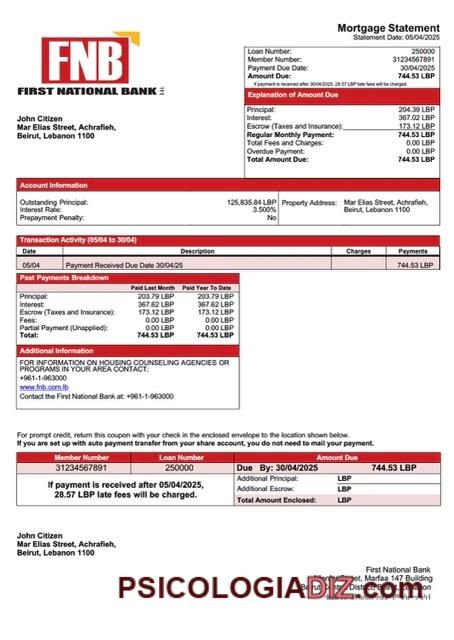 Mortgage Statement
Statement Date: 05/04/2025
FNB
FIRST NATIONAL BANK
Loan Number: 250000
Member Number: 31234567891
Payment Due Date: 30/04/2025
Amount Due: 744.53 LBP
If payment is received after 30/04/2025, 28.57 LBP late fees will be charged.
Explanation of Amount Due
Principal: 204.39 LBP
Interest: 367.02 LBP
Escrow (Taxes and Insurance): 173.12 LBP
Regular Monthly Payment: 744.53 LBP
Total Fees and Charges: 0.00 LBP
Overdue Payment: 0.00 LBP
Total Amount Due: 744.53 LBP
John Citizen
Mar Elias Street, Achrafieh,
Beirut, Lebanon 1100
Account Information
Outstanding Principal: 125,835.84 LBP
Interest Rate: 3.500%
Prepayment Penalty: No
Property Address: Mar Elias Street, Achrafieh,
Beirut, Lebanon 1100
Transaction Activity (05/04 to 30/04)
Date Description Charges Payments
05/04 Payment Received Due Date 30/04/25 744.53 LBP
Past Payments Breakdown
Paid Last Month Paid Year To Date
Principal: 203.79 LBP 203.79 LBP
Interest: 367.62 LBP 367.62 LBP
Escrow (Taxes and Insurance): 173.12 LBP 173.12 LBP
Fees: 0.00 LBP 0.00 LBP
Partial Payment (Unapplied): 0.00 LBP 0.00 LBP
Total: 744.53 LBP 744.53 LBP
Additional Information
FOR INFORMATION ON HOUSING COUNSELING AGENCIES OR
PROGRAMS IN YOUR AREA CONTACT:
+961-1-963000
www.fnb.com.lb
Contact the First National Bank at: +961-1-963000
For prompt credit, return this coupon with your check in the enclosed envelope to the location shown below.
If you are set up with auto payment transfer from your share account, you do not need to mail your payment.
Member Number Loan Number Amount Due
31234567891 250000 Due By: 30/04/2025 744.53 LBP
If payment is received after 05/04/2025,
28.57 LBP late fees will be charged.
Additional Principal: LBP
Additional Escrow: LBP
Total Amount Enclosed: LBP
John Citizen
Mar Elias Street, Achrafieh,
Beirut, Lebanon 1100
First National Bank
Street, Marfaa 147 Building
Beirut Central District, Beirut, Lebanon
PSICOLOGIADIZ.com